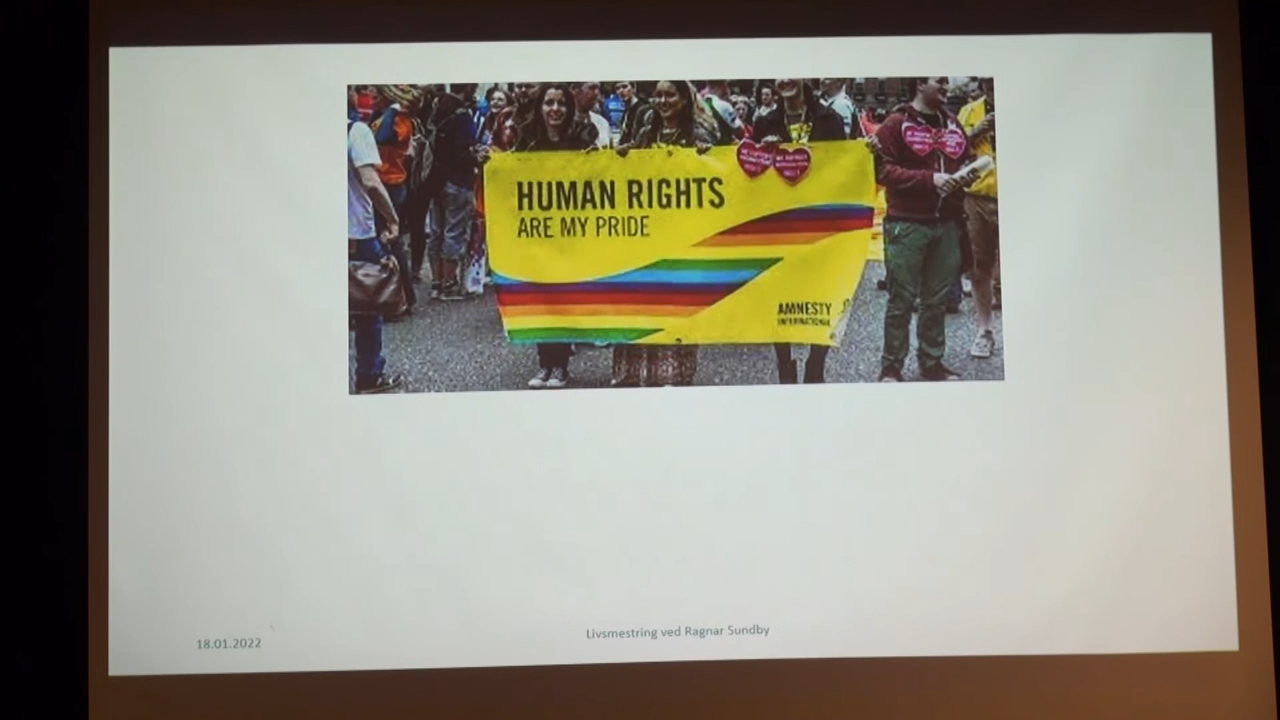 HUMAN RIGHTS
ARE MY PRIDE
AMNESTY
INTERNATIONAL
18.01.2022
Livsmestring ved Ragnar Sundby